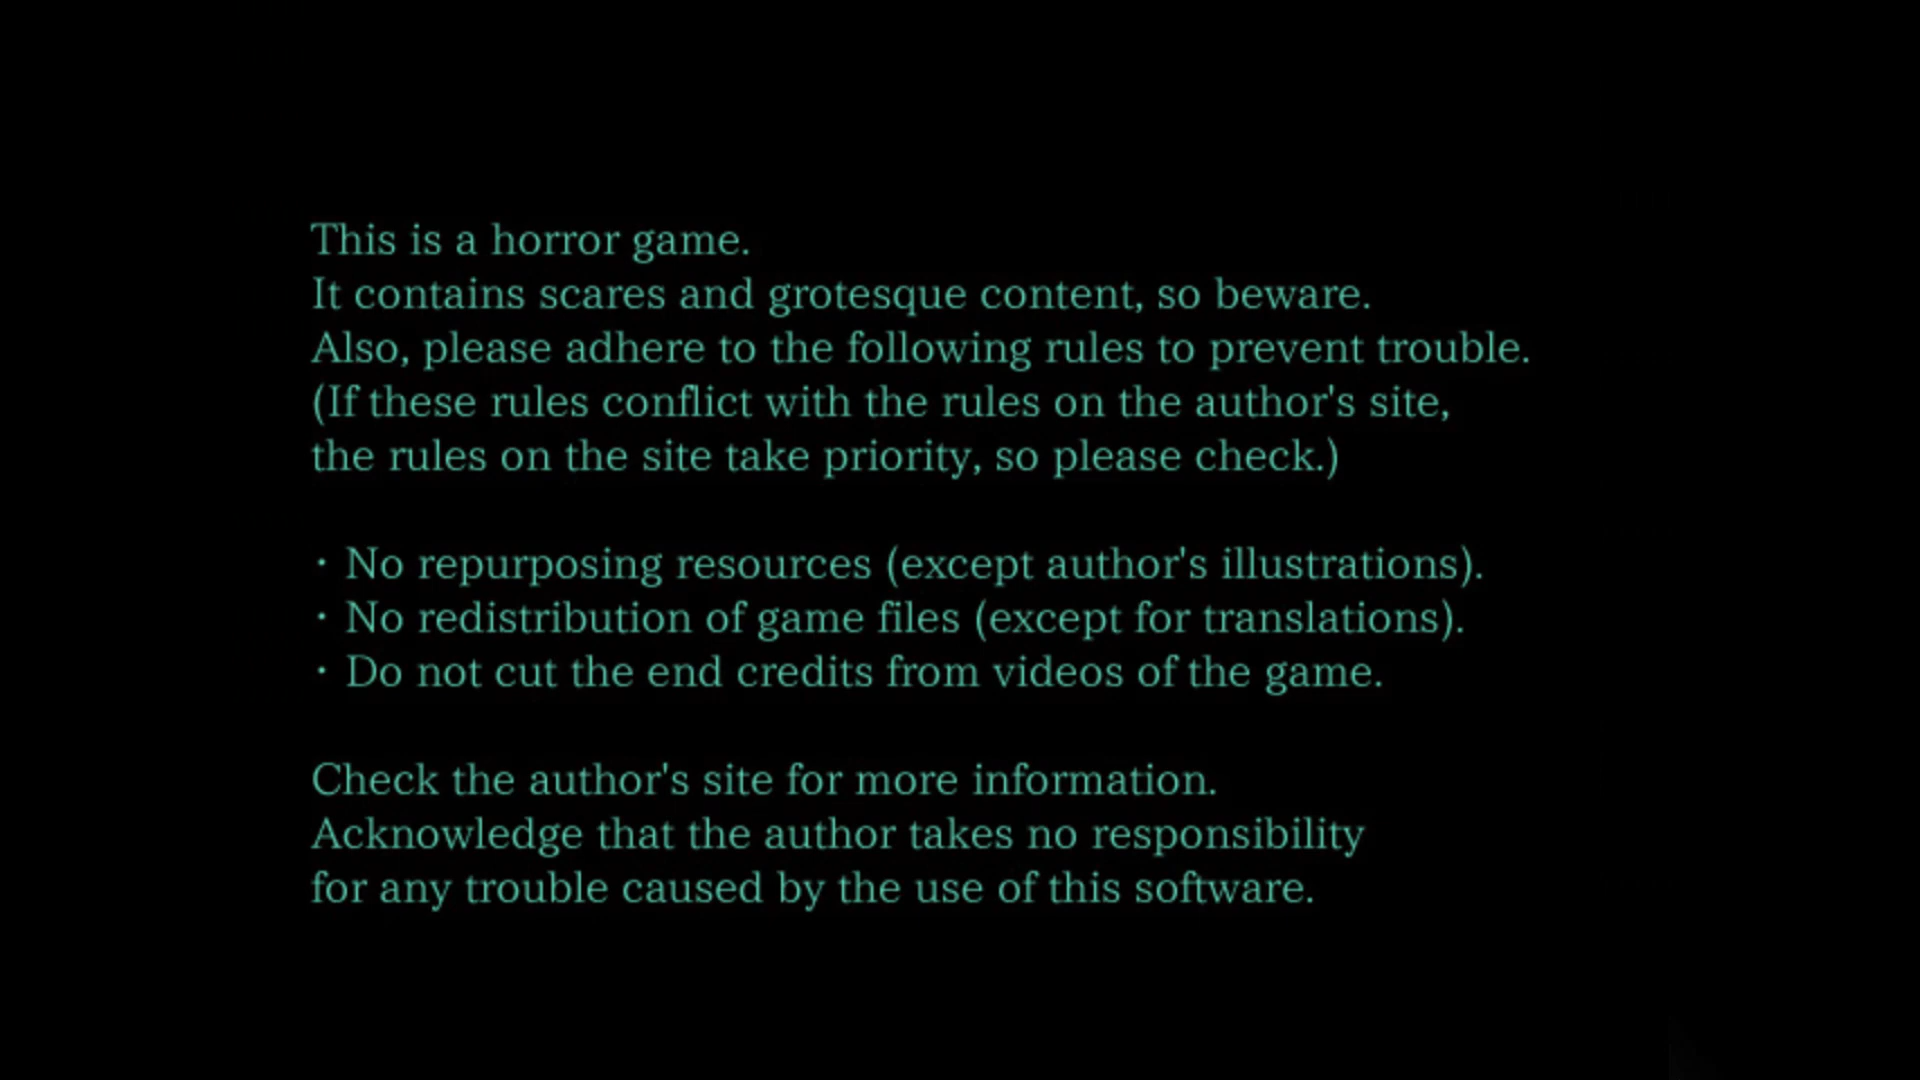 This is a horror game.
It contains scares and grotesque content, so beware.
Also, please adhere to the following rules to prevent trouble.
(If these rules conflict with the rules on the author's site,
the rules on the site take priority, so please check.)
・No repurposing resources (except author's illustrations).
・No redistribution of game files (except for translations).
・Do not cut the end credits from videos of the game.
Check the author's site for more information.
Acknowledge that the author takes no responsibility
for any trouble caused by the use of this software.